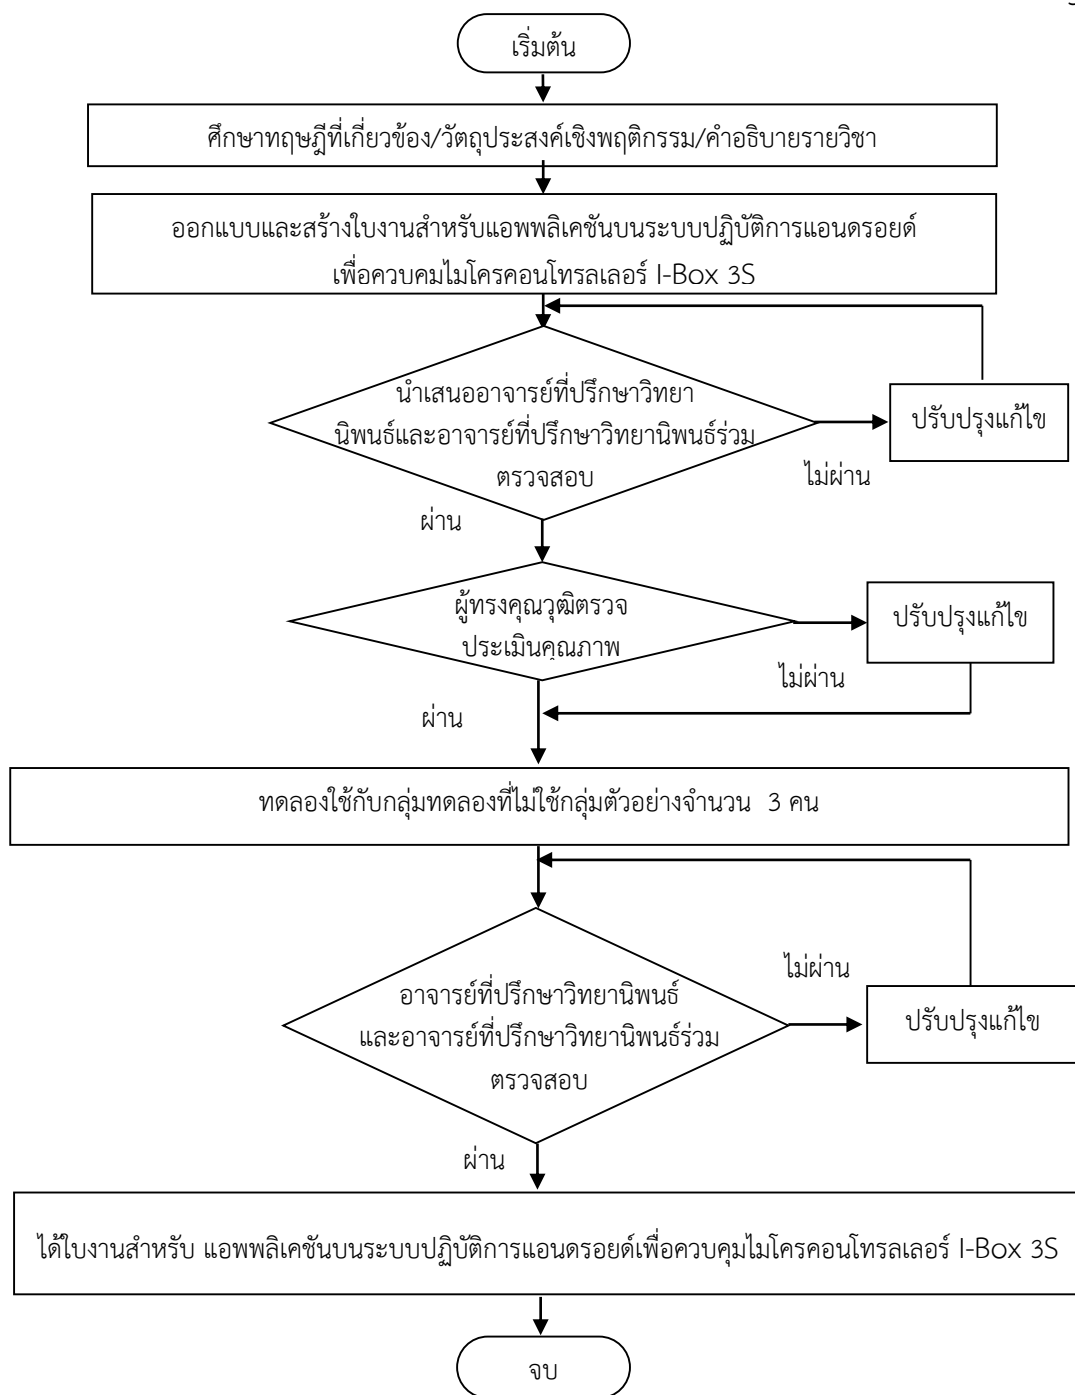 เริ่มต้น
ศึกษาทฤษฎีที่เกี่ยวข้อง/วัตถุประสงค์เชิงพฤติกรรม/คำอธิบายรายวิชา
ออกแบบและสร้างใบงานสำหรับแอพพลิเคชันบนระบบปฏิบัติการแอนดรอยด์
เพื่อควบคมไมโครคอนโทรลเลอร์ I-Box 3S
นำเสนออาจารย์ที่ปรึกษาวิทยา
นิพนธ์และอาจารย์ที่ปรึกษาวิทยานิพนธ์ร่วม
ตรวจสอบ
ปรับปรุงแก้ไข
ไม่ผ่าน
ผ่าน
ผู้ทรงคุณวุฒิตรวจ
ประเมินคุณภาพ
ปรับปรุงแก้ไข
ไม่ผ่าน
ผ่าน
ทดลองใช้กับกลุ่มทดลองที่ไม่ใช้กลุ่มตัวอย่างจำนวน 3 คน
ไม่ผ่าน
อาจารย์ที่ปรึกษาวิทยานิพนธ์
และอาจารย์ที่ปรึกษาวิทยานิพนธ์ร่วม
ตรวจสอบ
ปรับปรุงแก้ไข
ผ่าน
ได้ใบงานสำหรับ แอพพลิเคชันบนระบบปฏิบัติการแอนดรอยด์เพื่อควบคุมไมโครคอนโทรลเลอร์ I-Box 3S
จบ